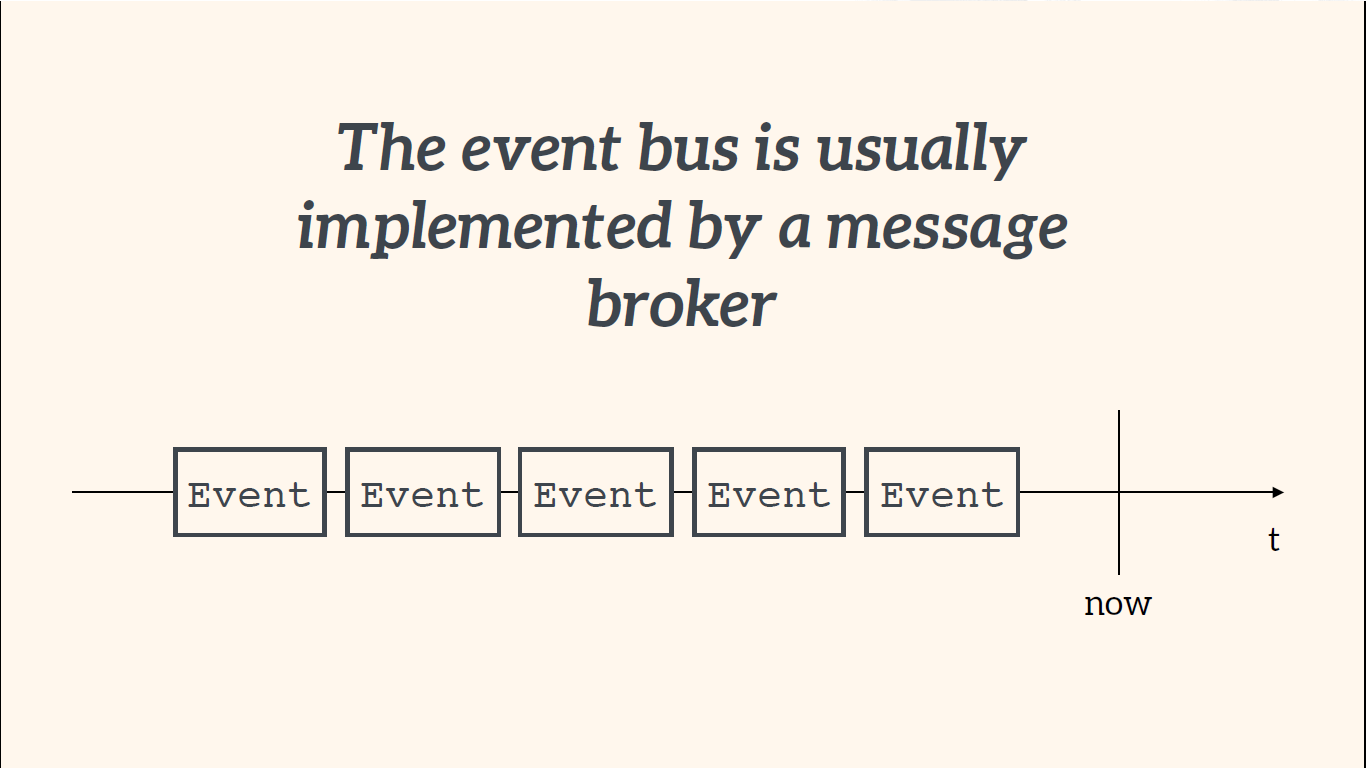 The event bus is usually
implemented by a message
broker
Event Event Event Event Event
t
now